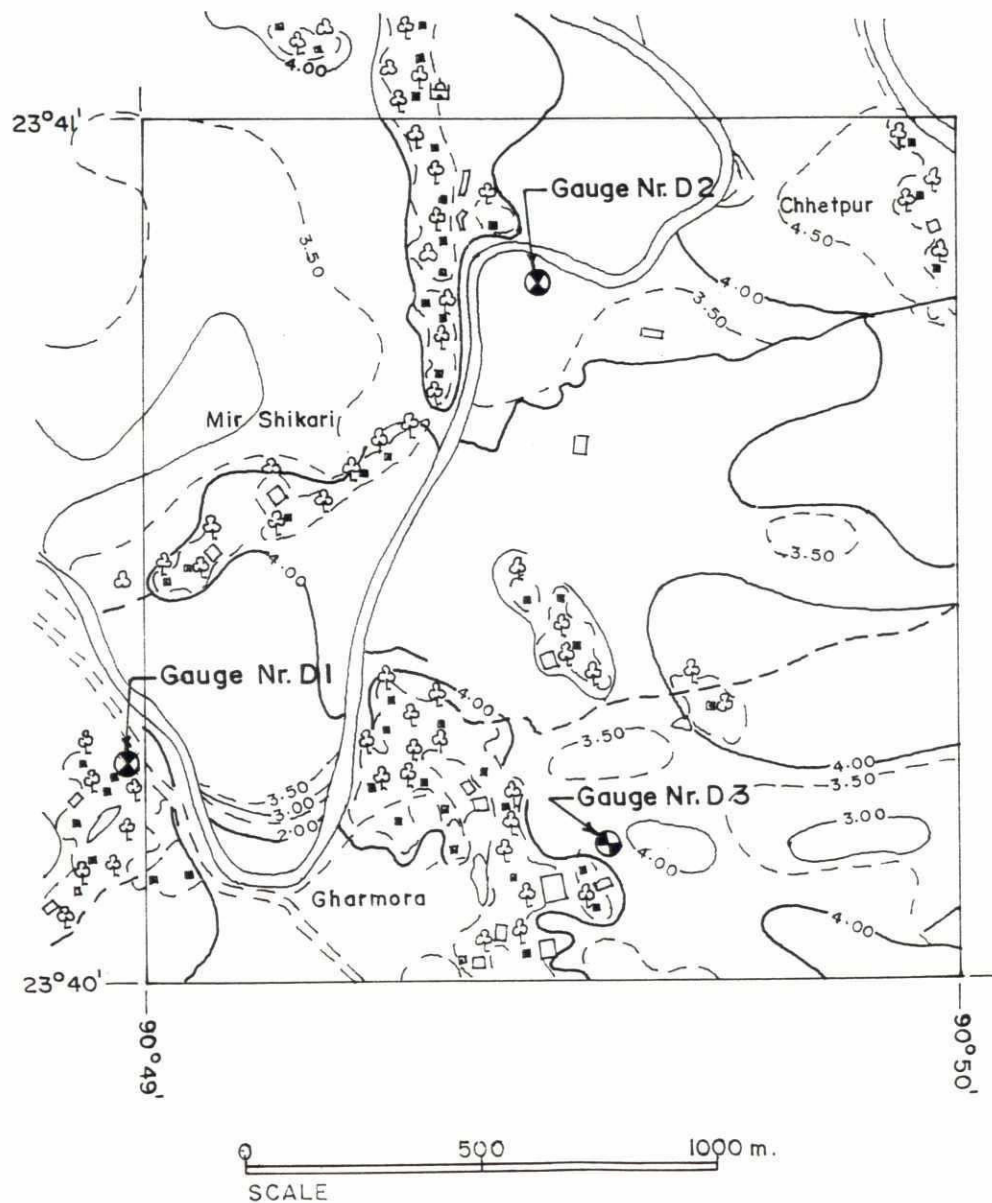 4.00
23°41'
Gauge Nr. D2
Chhetpur
3.50
4.50
4.00
3.50
Mir Shikari
3.50
4.00
Gauge Nr. D1
4.00
3.50
4.00
3.50
3.50
3.00
2.00
Gauge Nr. D.3
3.00
4.00
Gharmora
4.00
23°40'
90°49'
90°50'
0 500 1000 m.
SCALE